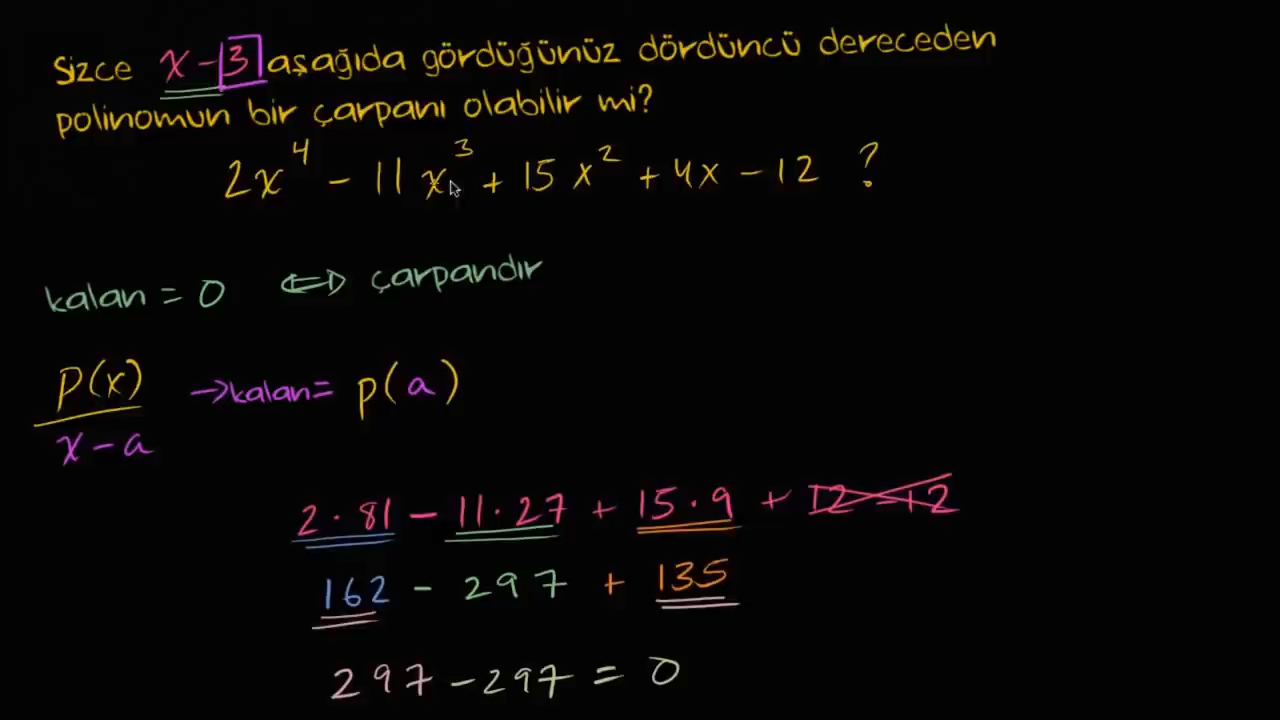 Sizce x-3 aşağıda gördüğünüz dördüncü dereceden
polinomun bir çarpanı olabilir mi?
2x⁴ - 11x³ + 15x² + 4x - 12 ?
kalan = 0 ⇔ çarpandır
P(x)
x-a
→kalan= p(a)
2.81 - 11.27 + 15.9 + 12-12
162 - 297 + 135
297-297 = 0